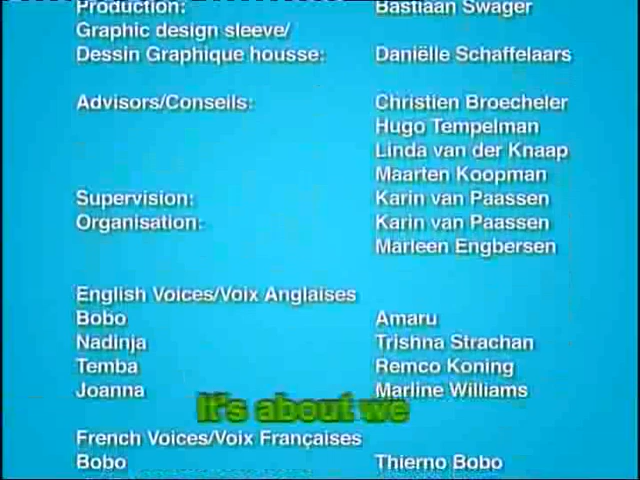 Production: Bastiaan Swager
Graphic design sleeve/
Dessin Graphique housse: Daniëlle Schaffelaars
Advisors/Conseils: Christien Broecheler
Hugo Tempelman
Linda van der Knaap
Maarten Koopman
Supervision: Karin van Paassen
Organisation: Karin van Paassen
Marleen Engbersen
English Voices/Voix Anglaises
Bobo Amaru
Nadinja Trishna Strachan
Temba Remco Koning
Joanna Marline Williams
It's about we
French Voices/Voix Françaises
Bobo Thierno Bobo